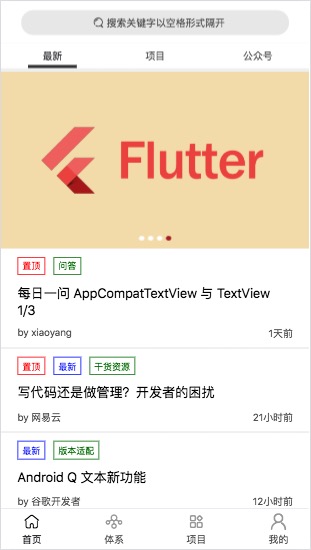 搜索关键字以空格形式隔开
最新 项目 公众号
Flutter
置顶 问答
每日一问 AppCompatTextView 与 TextView
1/3
by xiaoyang 1天前
置顶 最新 干货资源
写代码还是做管理？开发者的困扰
by 网易云 21小时前
最新 版本适配
Android Q 文本新功能
by 谷歌开发者 12小时前
首页 体系 项目 我的